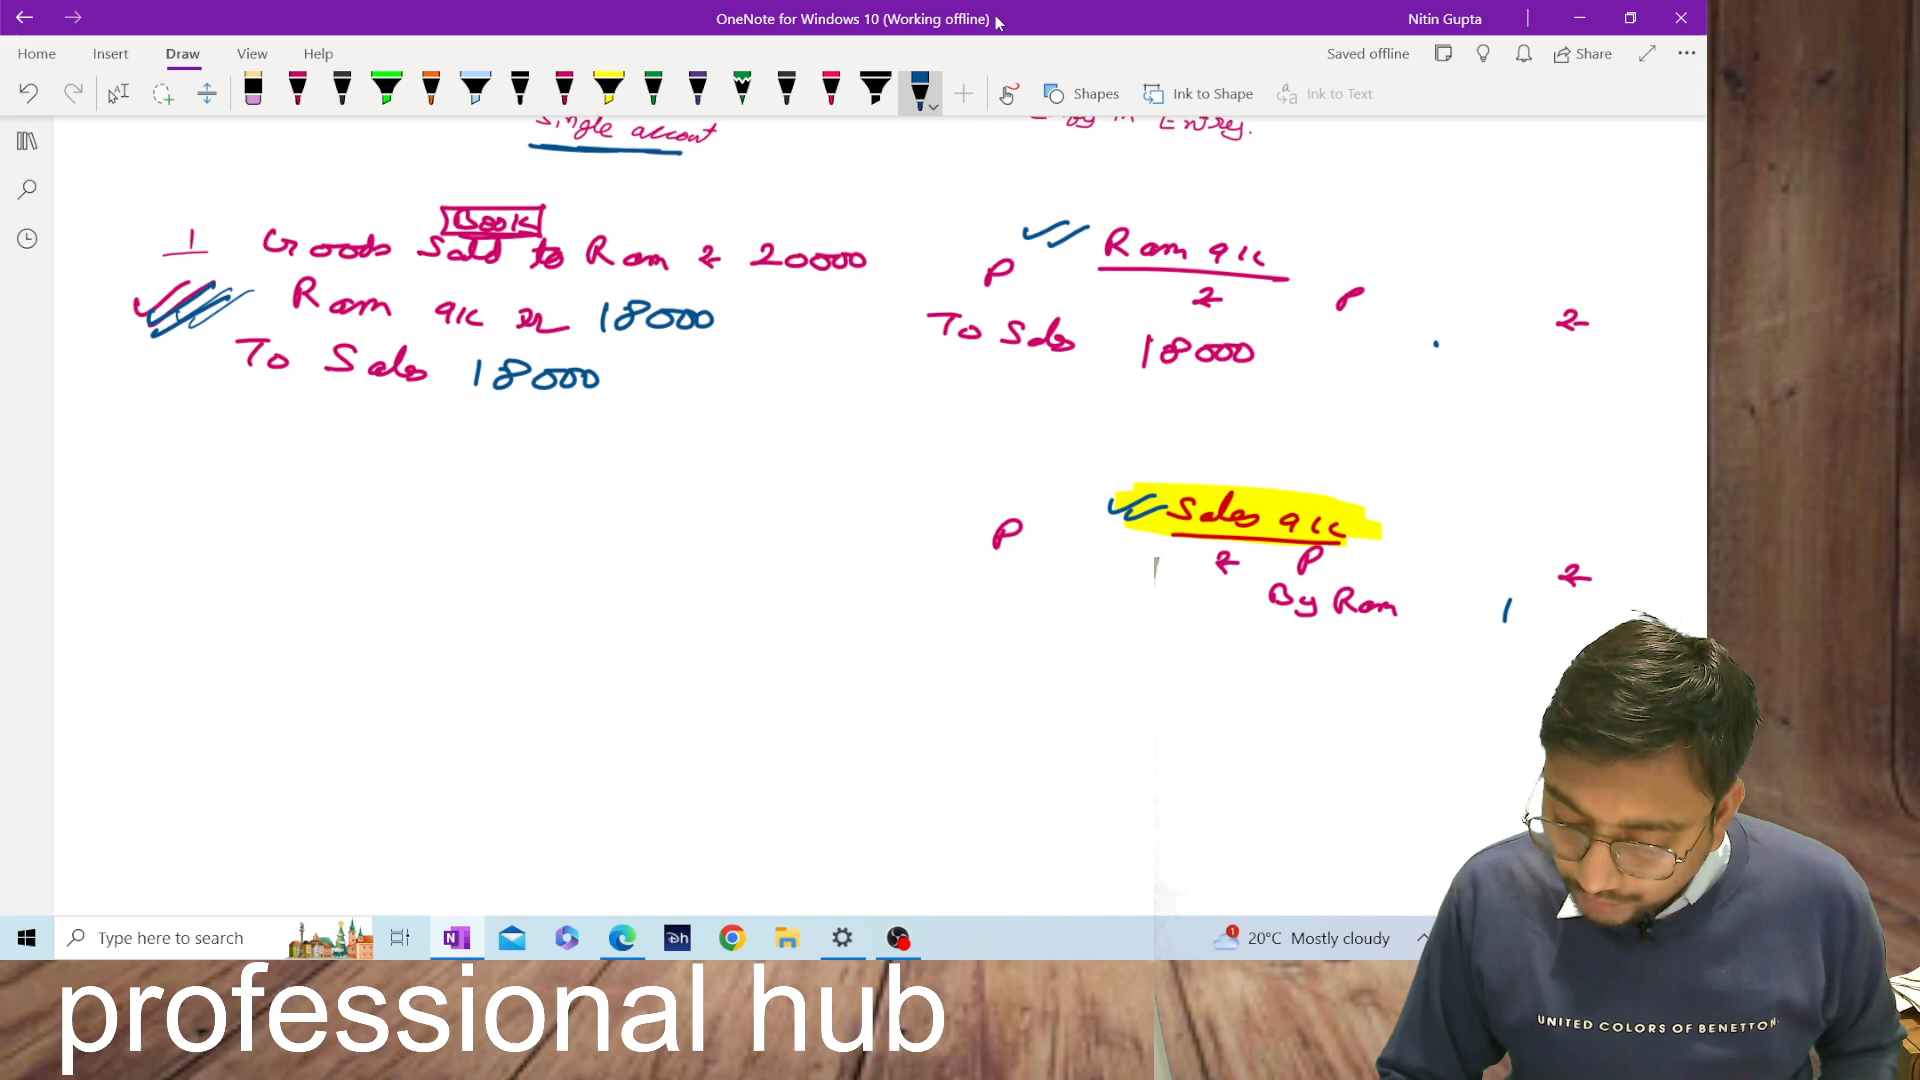 OneNote for Windows 10 (Working offline)
Nitin Gupta
Home Insert Draw View Help
Saved offline
Share
Shapes
Ink to Shape
Ink to Text
Single account
Entry.
Book
1 Goods Sold to Ram ₹ 20000
Ram a/c Dr 18000
To Sales 18000
Ram a/c
P ₹ P ₹
To Sales 18000
Sales a/c
P ₹ P ₹
By Ram 1
Type here to search
20°C Mostly cloudy
professional hub
UNITED COLORS OF BENETTON